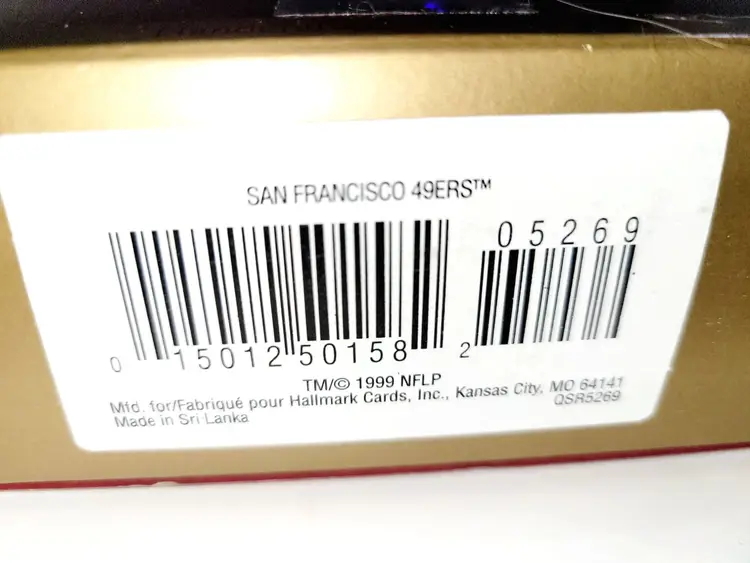 SAN FRANCISCO 49ERS™
05269
0 15012 50158 2
TM/© 1999 NFLP
Mfd. for/Fabriqué pour Hallmark Cards, Inc., Kansas City, MO 64141
Made in Sri Lanka
QSR5269